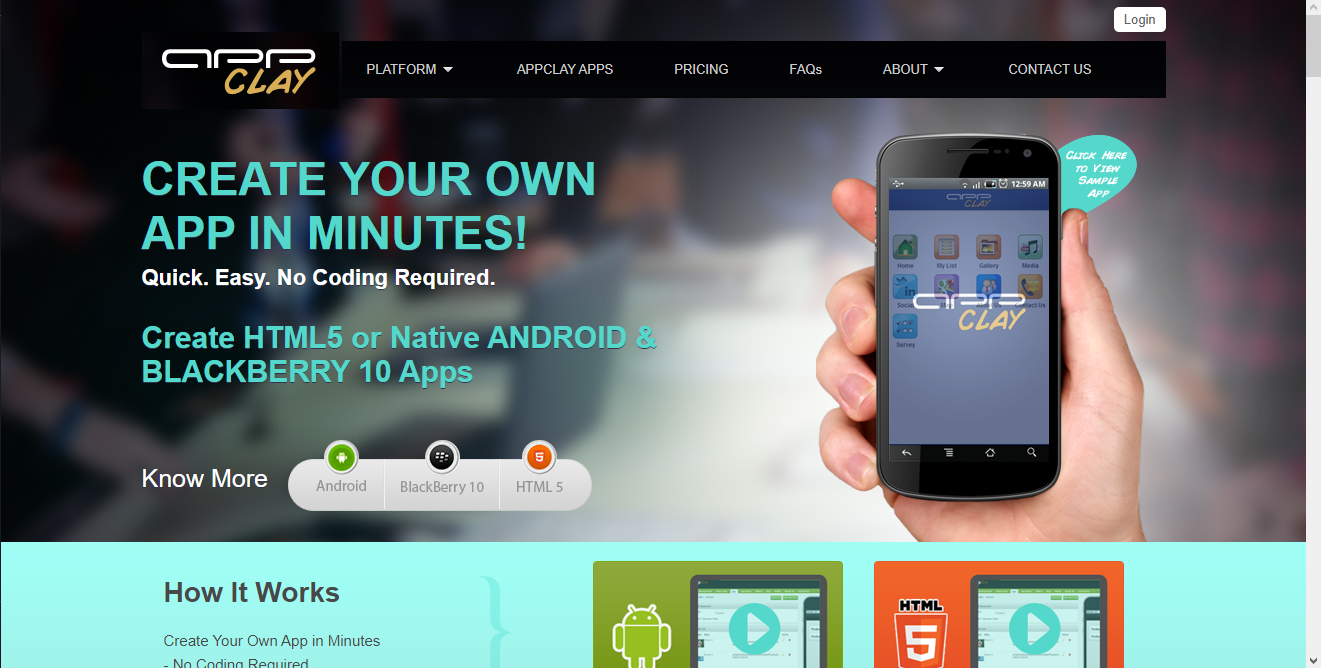 Login
APP
CLAY
PLATFORM
APPCLAY APPS
PRICING
FAQs
ABOUT
CONTACT US
CREATE YOUR OWN
APP IN MINUTES!
Quick. Easy. No Coding Required.
Create HTML5 or Native ANDROID &
BLACKBERRY 10 Apps
Know More
Android
BlackBerry 10
HTML 5
Click Here
to View
Sample
App
12:59 AM
APP
CLAY
Home
My List
Gallery
Media
APP
CLAY
Survey
How It Works
Create Your Own App in Minutes
- No Coding Required
HTML
5